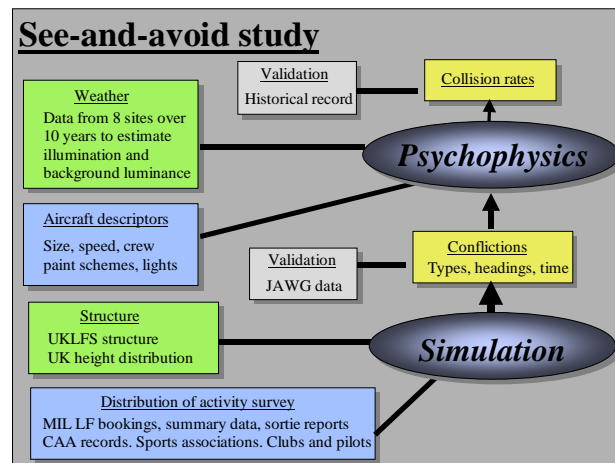 See-and-avoid study
Validation
Historical record
Collision rates
Weather
Data from 8 sites over
10 years to estimate
illumination and
background luminance
Psychophysics
Aircraft descriptors
Size, speed, crew
paint schemes, lights
Validation
JAWG data
Conflictions
Types, headings, time
Structure
UKLFS structure
UK height distribution
Simulation
Distribution of activity survey
MIL LF bookings, summary data, sortie reports
CAA records. Sports associations. Clubs and pilots